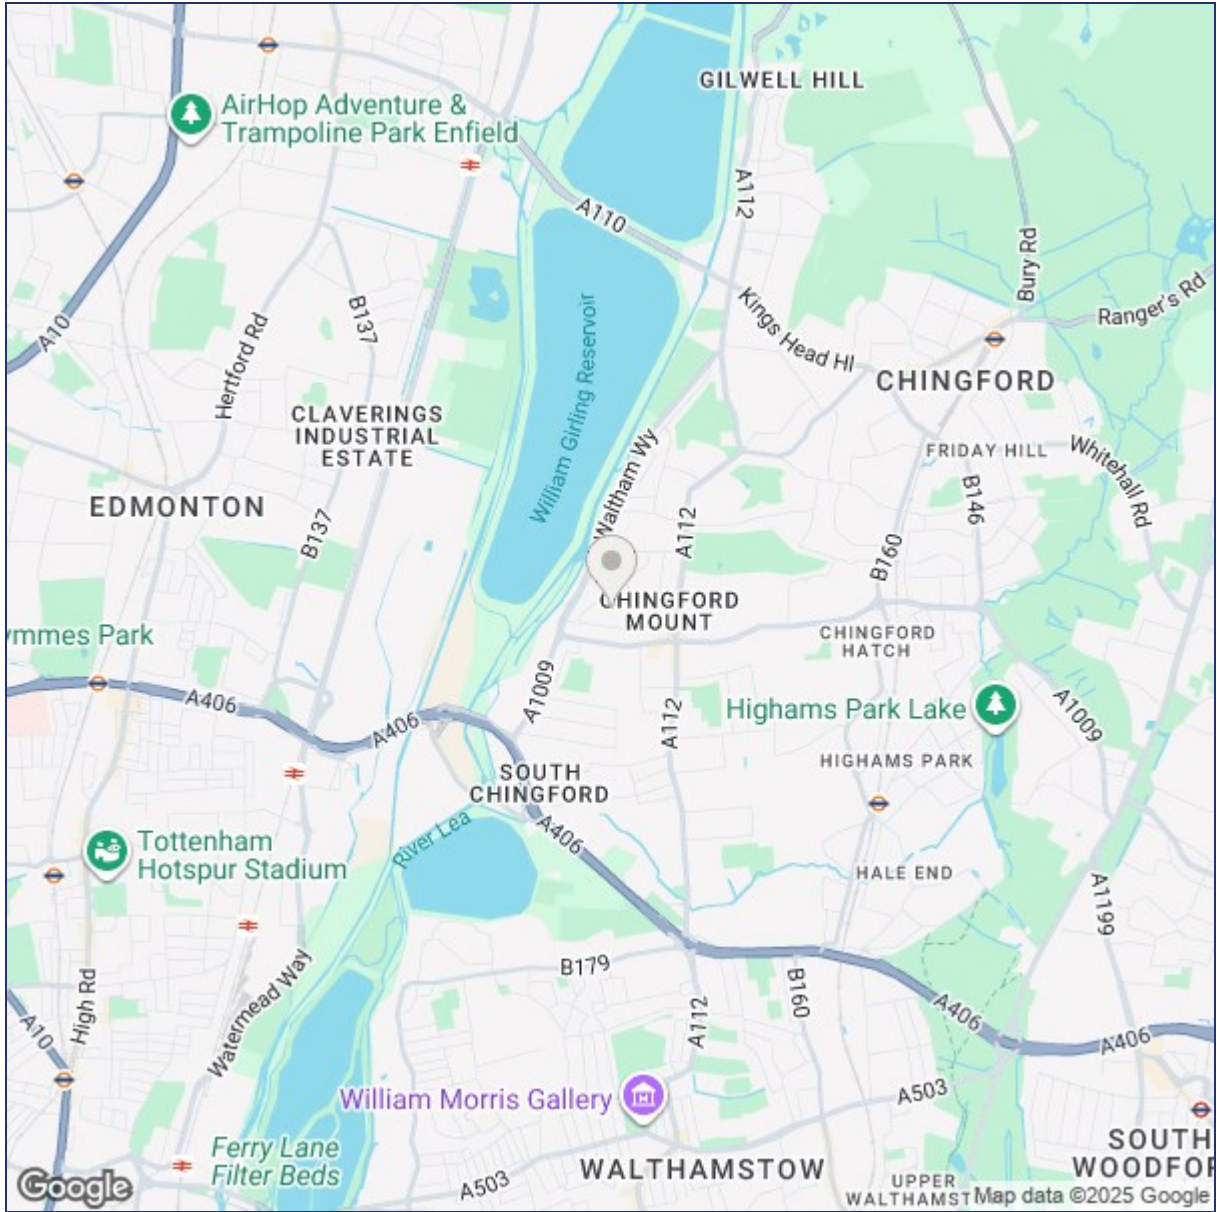 GILWELL HILL
AirHop Adventure &
Trampoline Park Enfield
A112
A110
Bury Rd
Ranger's Rd
A10
Hertford Rd
B137
William Girling Reservoir
Kings Head Hl
CHINGFORD
CLAVERINGS
INDUSTRIAL
ESTATE
Waltham Wy
FRIDAY HILL
Whitehall Rd
EDMONTON
B137
A112
B146
B160
CHINGFORD
MOUNT
ymmes Park
CHINGFORD
HATCH
A406
A406
A1009
A112
Highams Park Lake
A1009
HIGHAMS PARK
SOUTH
CHINGFORD
River Lea
A406
Tottenham
Hotspur Stadium
HALE END
A1199
B179
B160
High Rd
Watermead Way
A10
A112
A406
A406
William Morris Gallery
A503
Ferry Lane
Filter Beds
A503
WALTHAMSTOW
SOUTH
WOODFOR
UPPER
WALTHAMST
Google
Map data ©2025 Google